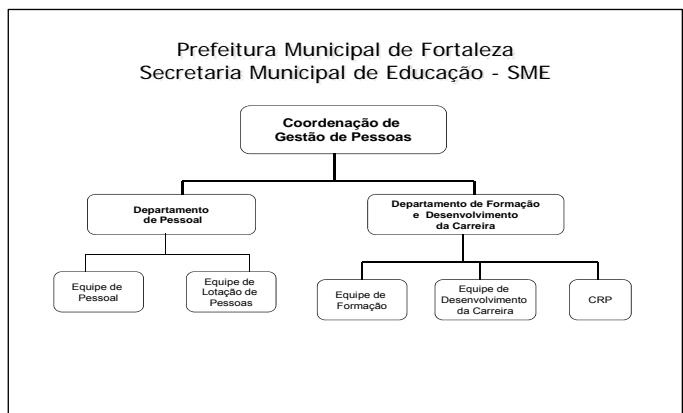 Prefeitura Municipal de Fortaleza
Secretaria Municipal de Educação - SME
Coordenação de
Gestão de Pessoas
Departamento
de Pessoal
Departamento de Formação
e Desenvolvimento
da Carreira
Equipe de
Pessoal
Equipe de
Lotação de
Pessoas
Equipe de
Formação
Equipe de
Desenvolvimento
da Carreira
CRP